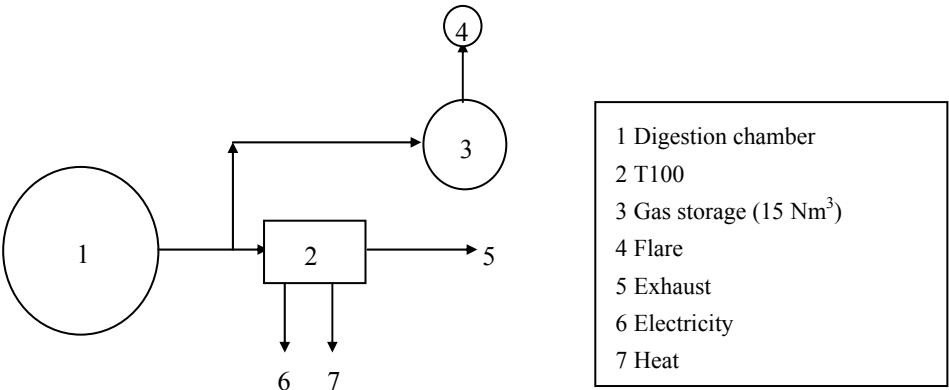 4
3
1
2
5
6 7
1 Digestion chamber
2 T100
3 Gas storage (15 Nm³)
4 Flare
5 Exhaust
6 Electricity
7 Heat